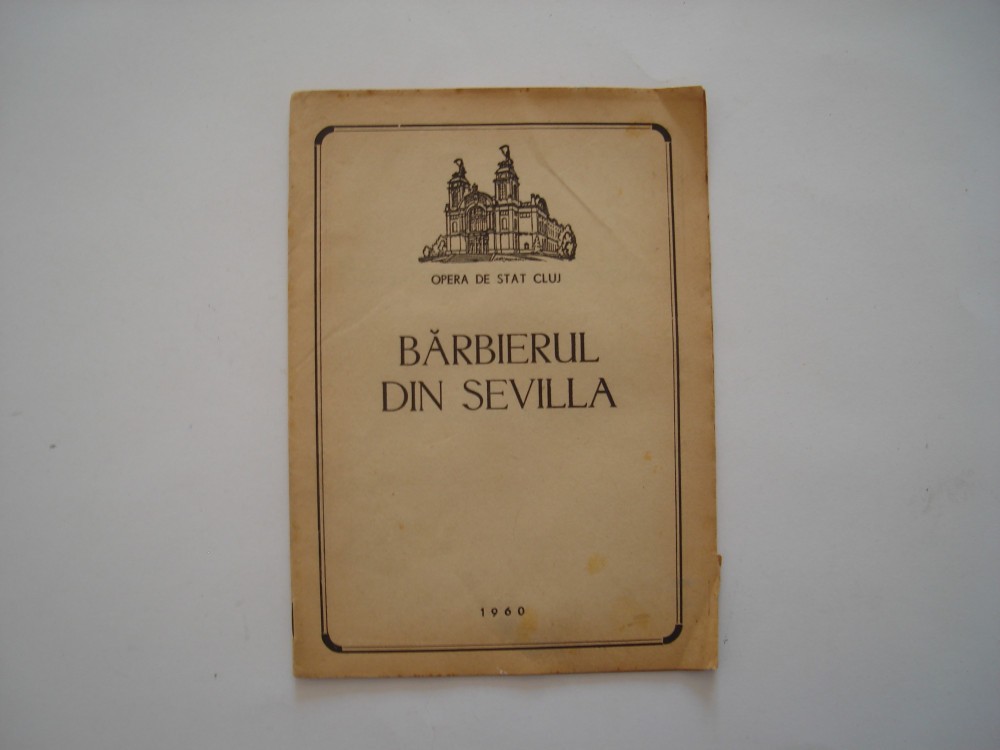 OPERA DE STAT CLUJ
BĂRBIERUL
DIN SEVILLA
1960